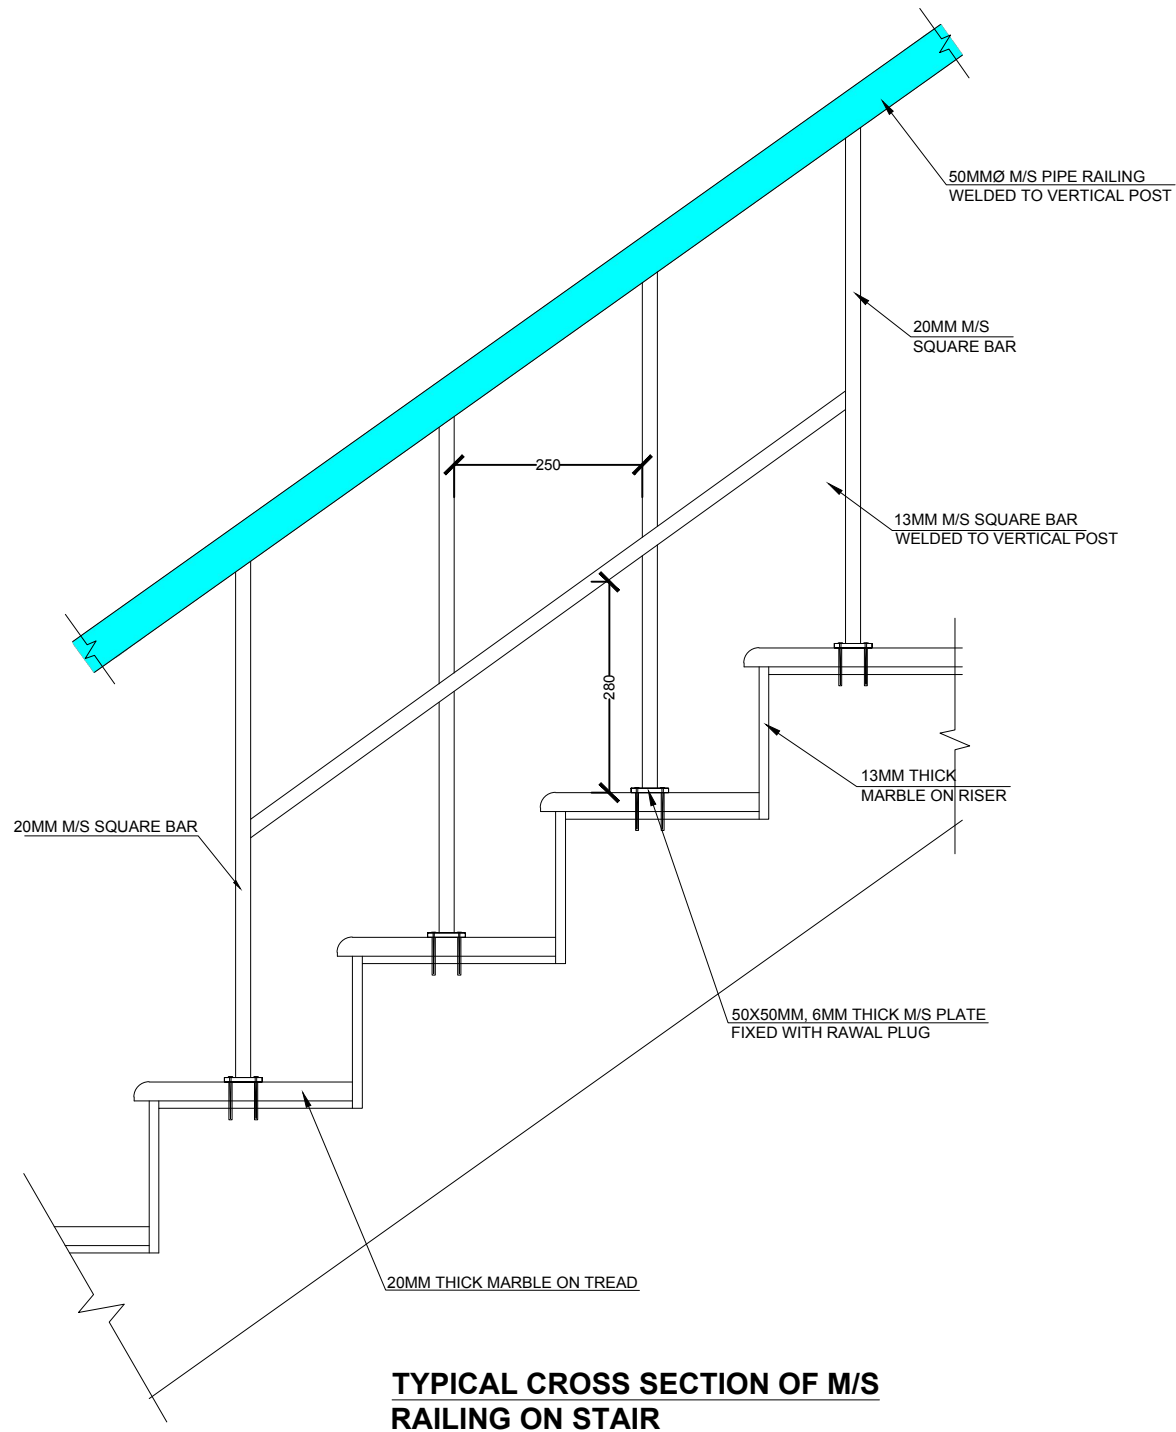 50MMØ M/S PIPE RAILING
WELDED TO VERTICAL POST
20MM M/S
SQUARE BAR
250
13MM M/S SQUARE BAR
WELDED TO VERTICAL POST
280
13MM THICK
MARBLE ON RISER
20MM M/S SQUARE BAR
50X50MM, 6MM THICK M/S PLATE
FIXED WITH RAWAL PLUG
20MM THICK MARBLE ON TREAD
TYPICAL CROSS SECTION OF M/S
RAILING ON STAIR